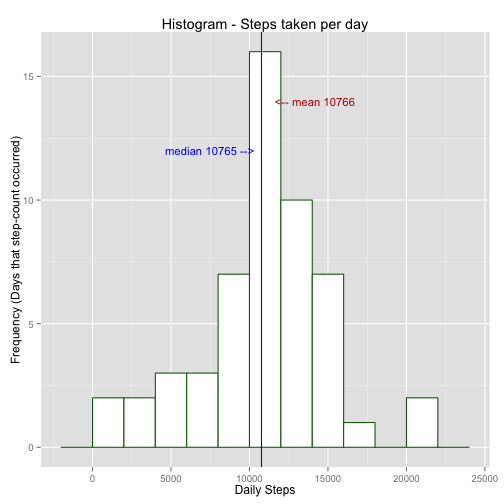 Histogram - Steps taken per day
15
<-- mean 10766
median 10765 -->
10
5
0
Frequency (Days that step-count occurred)
0 5000 10000 15000 20000 25000
Daily Steps